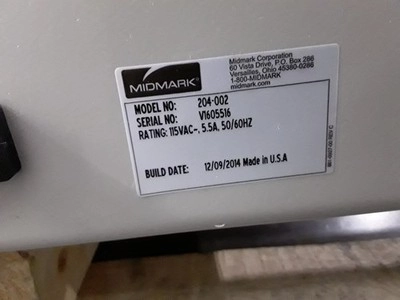 MIDMARK
Midmark Corporation
60 Vista Drive, P.O. Box 286
Versailles, Ohio 45380-0286
1-800-MIDMARK
midmark.com
MODEL NO: 204-002
SERIAL NO: V1605516
RATING: 115VAC~, 5.5A, 50/60HZ
BUILD DATE: 12/09/2014 Made in U.S.A